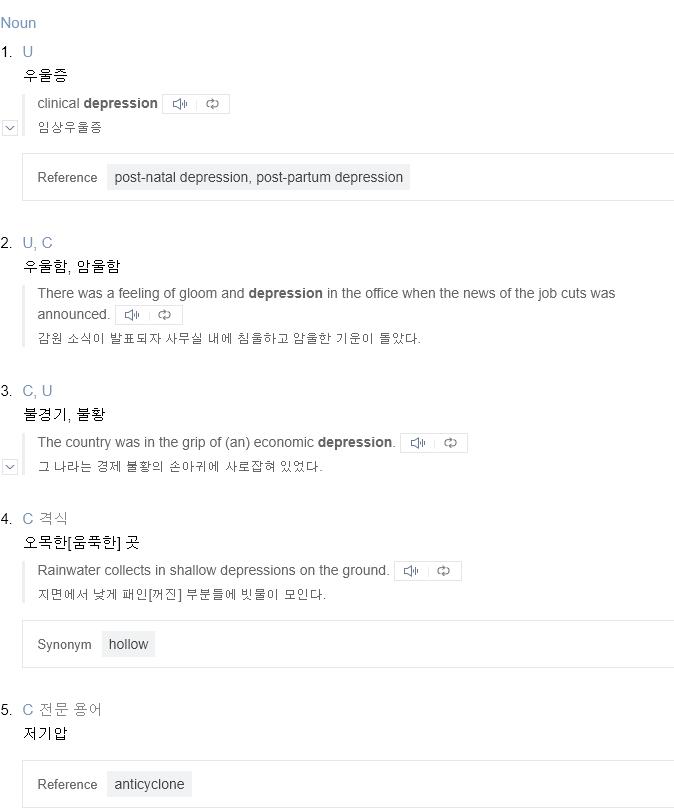 Noun
1. U
우울증
clinical depression
임상우울증
Reference post-natal depression, post-partum depression
2. U, C
우울함, 암울함
There was a feeling of gloom and depression in the office when the news of the job cuts was
announced.
감원 소식이 발표되자 사무실 내에 침울하고 암울한 기운이 돌았다.
3. C, U
불경기, 불황
The country was in the grip of (an) economic depression.
그 나라는 경제 불황의 손아귀에 사로잡혀 있었다.
4. C 격식
오목한[움푹한] 곳
Rainwater collects in shallow depressions on the ground.
지면에서 낮게 패인[꺼진] 부분들에 빗물이 모인다.
Synonym hollow
5. C 전문 용어
저기압
Reference anticyclone